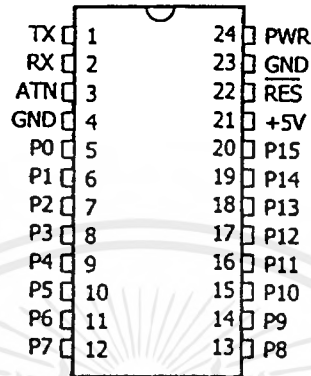 TX 1 24 PWR
RX 2 23 GND
ATN 3 22 RES
GND 4 21 +5V
P0 5 20 P15
P1 6 19 P14
P2 7 18 P13
P3 8 17 P12
P4 9 16 P11
P5 10 15 P10
P6 11 14 P9
P7 12 13 P8